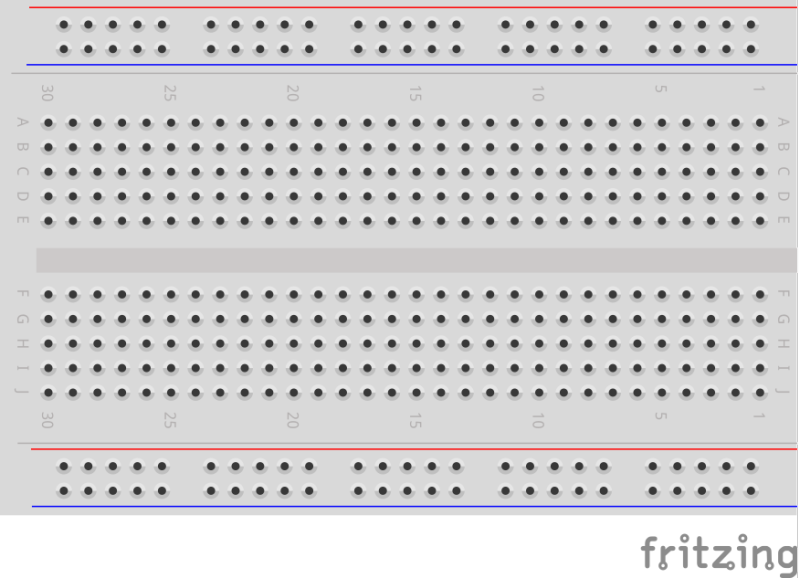 30 25 20 15 10 5 1
A A
B B
C C
D D
E E
F F
G G
H H
I I
J J
30 25 20 15 10 5 1
fritzing